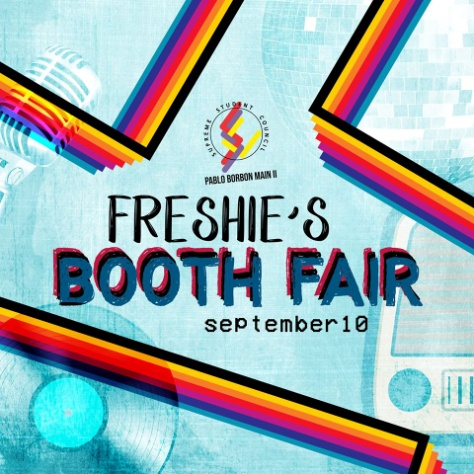 SUPREME STUDENT COUNCIL
PABLO BORBON MAIN II
FRESHIE'S
BOOTH FAIR
september10